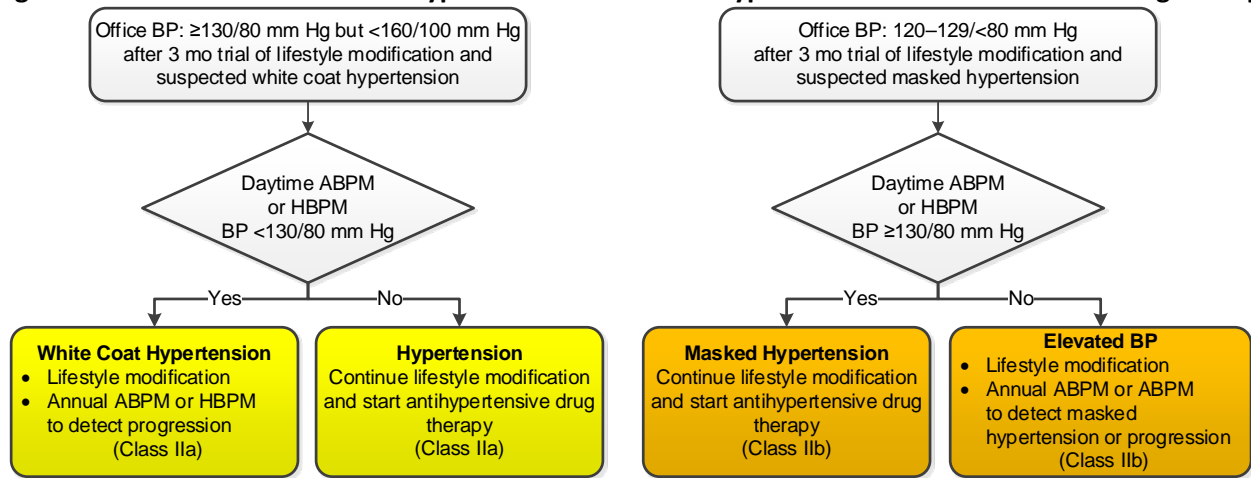 Office BP: ≥130/80 mm Hg but <160/100 mm Hg
after 3 mo trial of lifestyle modification and
suspected white coat hypertension
Daytime ABPM
or HBPM
BP <130/80 mm Hg
Yes
No
White Coat Hypertension
• Lifestyle modification
• Annual ABPM or HBPM
to detect progression
(Class IIa)
Hypertension
Continue lifestyle modification
and start antihypertensive drug
therapy
(Class IIa)
Office BP: 120–129/<80 mm Hg
after 3 mo trial of lifestyle modification and
suspected masked hypertension
Daytime ABPM
or HBPM
BP ≥130/80 mm Hg
Yes
No
Masked Hypertension
Continue lifestyle modification
and start antihypertensive drug
therapy
(Class IIb)
Elevated BP
• Lifestyle modification
• Annual ABPM or ABPM
to detect masked
hypertension or progression
(Class IIb)